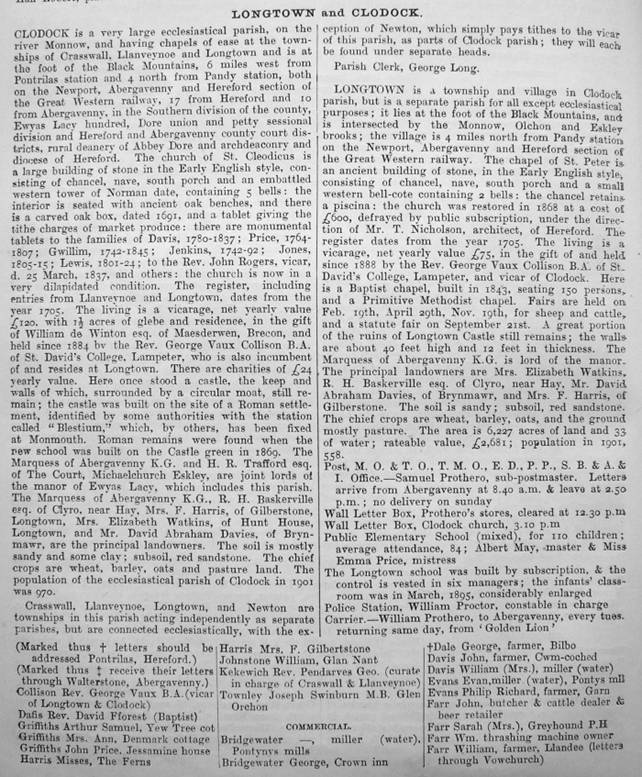 LONGTOWN and CLODOCK.
CLODOCK is a very large ecclesiastical parish, on the
river Monnow, and having chapels of ease at the town-
ships of Crasswall, Llanveynoe and Longtown and is at
the foot of the Black Mountains, 6 miles west from
Pontrilas station and 4 north from Pandy station, both
on the Newport, Abergavenny and Hereford section of
the Great Western railway, 17 from Hereford and 10
from Abergavenny, in the Southern division of the county,
Ewyas Lacy hundred, Dore union and petty sessional
division and Hereford and Abergavenny county court dis-
tricts, rural deanery of Abbey Dore and archdeaconry and
diocese of Hereford. The church of St. Cleodicus is
a large building of stone in the Early English style, con-
sisting of chancel, nave, south porch and an embattled
western tower of Norman date, containing 5 bells: the
interior is seated with ancient oak benches, and there
is a carved oak box, dated 1691, and a tablet giving the
tithe charges of market produce: there are monumental
tablets to the families of Davis, 1780-1837; Price, 1764-
1807; Gwillim, 1742-1845; Jenkins, 1742-92; Jones,
1805-15; Lewis, 1801-24; to the Rev. John Rogers, vicar,
d. 25 March, 1837, and others: the church is now in a
very dilapidated condition. The register, including
entries from Llanveynoe and Longtown, dates from the
year 1705. The living is a vicarage, net yearly value
£120, with 1½ acres of glebe and residence, in the gift
of William de Winton esq. of Maesderwen, Brecon, and
held since 1884 by the Rev. George Vaux Collison B.A.
of St. David's College, Lampeter, who is also incumbent
of and resides at Longtown. There are charities of £24
yearly value. Here once stood a castle, the keep and
walls of which, surrounded by a circular moat, still re-
main; the castle was built on the site of a Roman settle-
ment, identified by some authorities with the station
called "Blestium," which, by others, has been fixed
at Monmouth. Roman remains were found when the
new school was built on the Castle green in 1869. The
Marquess of Abergavenny K.G. and H. R. Trafford esq.
of The Court, Michaelchurch Eskley, are joint lords of
the manor of Ewyas Lacy, which includes this parish.
The Marquess of Abergavenny K.G., R. H. Baskerville
esq. of Clyro, near Hay, Mrs. F. Harris, of Gilberstone,
Longtown, Mrs. Elizabeth Watkins, of Hunt House,
Longtown, and Mr. David Abraham Davies, of Bryn-
mawr, are the principal landowners. The soil is mostly
sandy and some clay; subsoil, red sandstone. The chief
crops are wheat, barley, oats and pasture land. The
population of the ecclesiastical parish of Clodock in 1901
was 970.
Crasswall, Llanveynoe, Longtown, and Newton are
townships in this parish acting independently as separate
parishes, but are connected ecclesiastically, with the ex-
ception of Newton, which simply pays tithes to the vicar
of this parish, as parts of Clodock parish; they will each
be found under separate heads.
Parish Clerk, George Long.
LONGTOWN is a township and village in Clodock
parish, but is a separate parish for all except ecclesiastical
purposes; it lies at the foot of the Black Mountains, and
is intersected by the Monnow, Olchon and Eskley
brooks; the village is 4 miles north from Pandy station
on the Newport, Abergavenny and Hereford section of
the Great Western railway. The chapel of St. Peter is
an ancient building of stone, in the Early English style,
consisting of chancel, nave, south porch and a small
western bell-cote containing 2 bells: the chancel retains
a piscina: the church was restored in 1868 at a cost of
£600, defrayed by public subscription, under the direc-
tion of Mr. T. Nicholson, architect, of Hereford. The
register dates from the year 1705. The living is a
vicarage, net yearly value £75, in the gift of and held
since 1888 by the Rev. George Vaux Collison B.A. of St.
David's College, Lampeter, and vicar of Clodock. Here
is a Baptist chapel, built in 1843, seating 150 persons,
and a Primitive Methodist chapel. Fairs are held on
Feb. 19th, April 29th, Nov. 19th, for sheep and cattle,
and a statute fair on September 21st. A great portion
of the ruins of Longtown Castle still remains; the walls
are about 40 feet high and 12 feet in thickness. The
Marquess of Abergavenny K.G. is lord of the manor.
The principal landowners are Mrs. Elizabeth Watkins,
R. H. Baskerville esq. of Clyro, near Hay, Mr. David
Abraham Davies, of Brynmawr, and Mrs. F. Harris, of
Gilberstone. The soil is sandy; subsoil, red sandstone.
The chief crops are wheat, barley, oats, and the ground
mostly pasture. The area is 6,227 acres of land and 33
of water; rateable value, £2,681; population in 1901,
558.
Post, M. O. & T. O., T. M. O., E. D., P. P., S. B. & A. &
I. Office.—Samuel Prothero, sub-postmaster. Letters
arrive from Abergavenny at 8.40 a.m. & leave at 2.50
p.m.; no delivery on sunday
Wall Letter Box, Prothero's stores, cleared at 12.30 p.m
Wall Letter Box, Clodock church, 3.10 p.m
Public Elementary School (mixed), for 110 children;
average attendance, 84; Albert May, master & Miss
Emma Price, mistress
The Longtown school was built by subscription, & the
control is vested in six managers; the infants' class-
room was in March, 1895, considerably enlarged
Police Station, William Proctor, constable in charge
Carrier.—William Prothero, to Abergavenny, every tues.
returning same day, from 'Golden Lion'
(Marked thus † letters should be
addressed Pontrilas, Hereford.)
(Marked thus ‡ receive their letters
through Walterstone, Abergavenny.)
Collison Rev. George Vaux B.A.(vicar
of Longtown & Clodock)
Dafis Rev. David Fforest (Baptist)
Griffiths Arthur Samuel, Yew Tree cot
Griffiths Mrs. Ann, Denmark cottage
Griffiths John Price, Jessamine house
Harris Misses, The Ferns
Harris Mrs. F. Gilbertstone
Johnstone William, Glan Nant
Kekewich Rev. Pendarves Geo. (curate
in charge of Craswall & Llanveynoe)
Townley Joseph Swinburn M.B. Glen
Orchon
COMMERCIAL.
Bridgewater —, miller (water),
Pontynys mills
Bridgewater George, Crown inn
†Dale George, farmer, Bilbo
Davis John, farmer, Cwm-coched
Davis William (Mrs.), miller (water)
Evans Evan, miller (water), Pontys mll
Evans Philip Richard, farmer, Garn
Farr John, butcher & cattle dealer &
beer retailer
Farr Sarah (Mrs.), Greyhound P.H
Farr Wm. thrashing machine owner
Farr William, farmer, Llandee (letters
through Vowchurch)